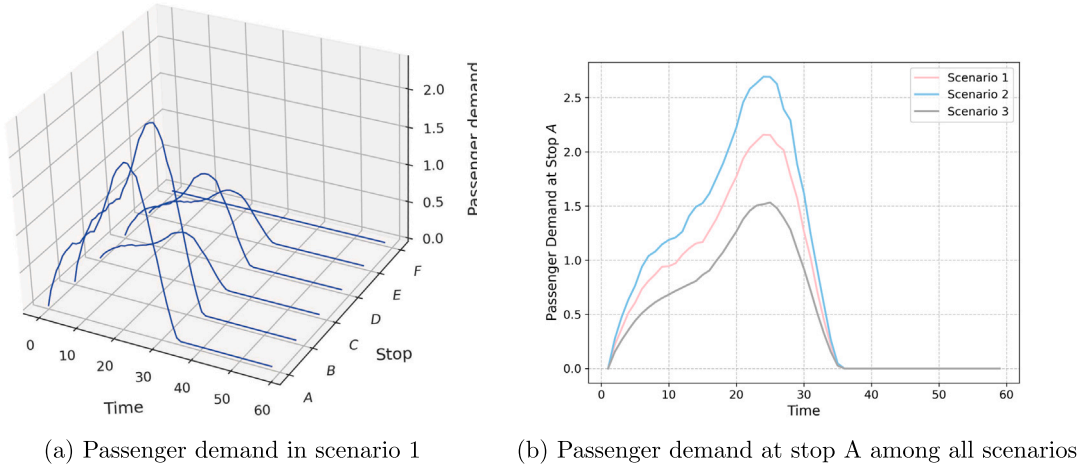 2.0
1.5
1.0
0.5
0.0
Passenger demand
0
10
20
30
40
50
60
Time
A
B
C
D
E
F
Stop
Scenario 1
Scenario 2
Scenario 3
2.5
2.0
1.5
1.0
0.5
0.0
Passenger Demand at Stop A
0
10
20
30
40
50
60
Time
(a) Passenger demand in scenario 1
(b) Passenger demand at stop A among all scenarios